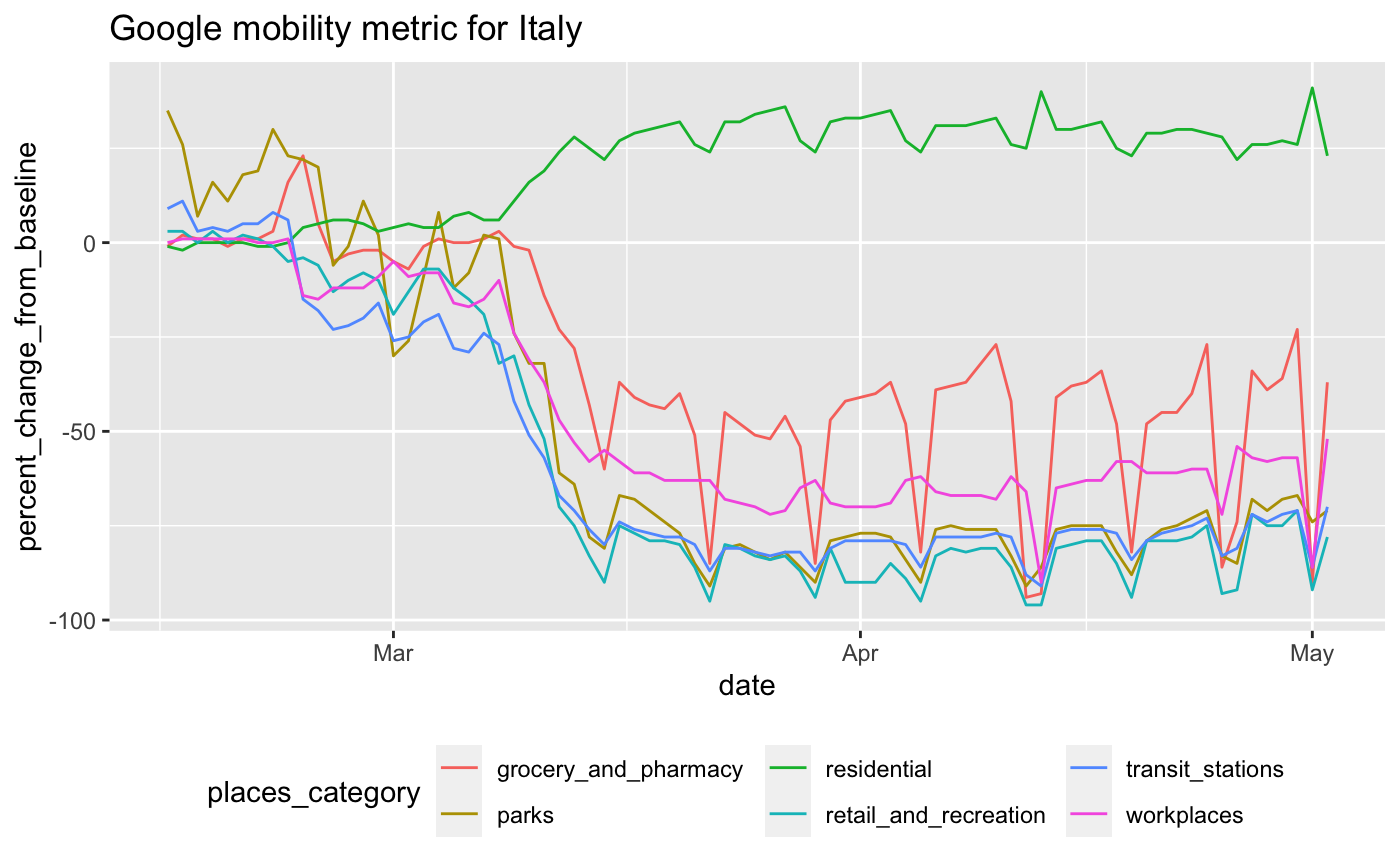 Google mobility metric for Italy
percent_change_from_baseline
0
-50
-100
Mar Apr May
date
places_category
grocery_and_pharmacy residential transit_stations
parks retail_and_recreation workplaces